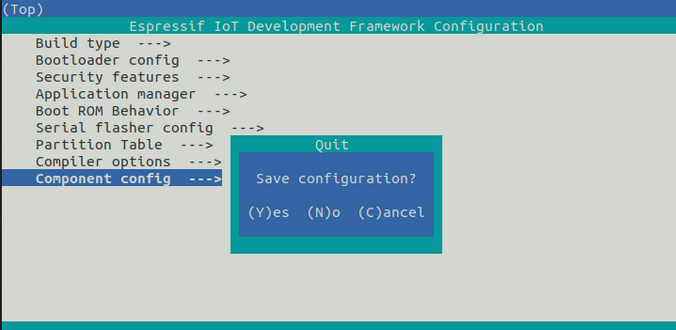 (Top)
Espressif IoT Development Framework Configuration
Build type --->
Bootloader config --->
Security features --->
Application manager --->
Boot ROM Behavior --->
Serial flasher config --->
Partition Table --->
Compiler options --->
Component config --->
Quit
Save configuration?
(Y)es (N)o (C)ancel